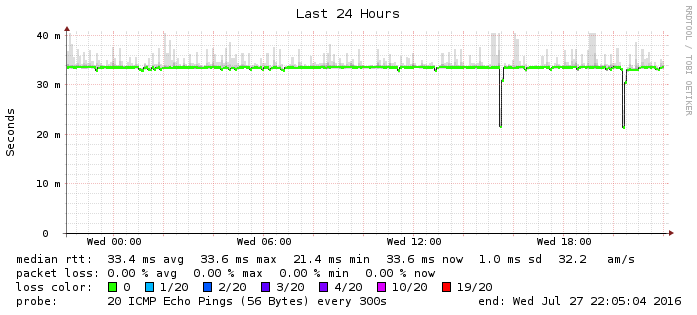 Last 24 Hours
RRDTOOL / TOBI OETIKER
Seconds
40 m
30 m
20 m
10 m
0
Wed 00:00 Wed 06:00 Wed 12:00 Wed 18:00
median rtt: 33.4 ms avg 33.6 ms max 21.4 ms min 33.6 ms now 1.0 ms sd 32.2 am/s
packet loss: 0.00 % avg 0.00 % max 0.00 % min 0.00 % now
loss color: 0 1/20 2/20 3/20 4/20 10/20 19/20
probe: 20 ICMP Echo Pings (56 Bytes) every 300s end: Wed Jul 27 22:05:04 2016